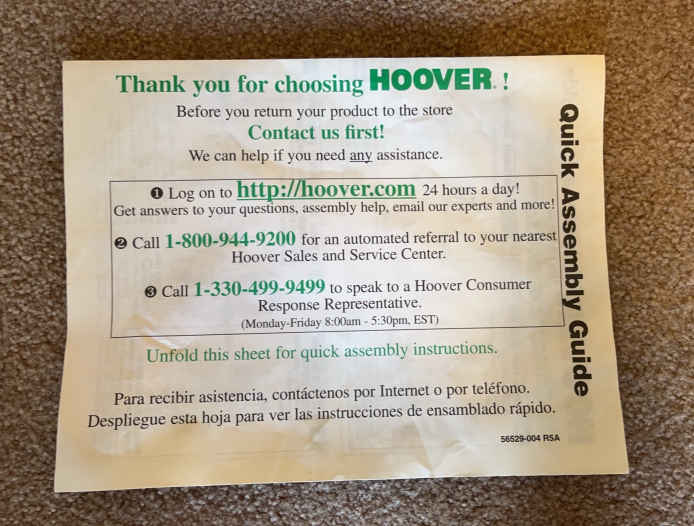 Thank you for choosing HOOVER. !
Before you return your product to the store
Contact us first!
We can help if you need any assistance.
❶ Log on to http://hoover.com 24 hours a day!
Get answers to your questions, assembly help, email our experts and more!
❷ Call 1-800-944-9200 for an automated referral to your nearest
Hoover Sales and Service Center.
❸ Call 1-330-499-9499 to speak to a Hoover Consumer
Response Representative.
(Monday-Friday 8:00am - 5:30pm, EST)
Unfold this sheet for quick assembly instructions.
Para recibir asistencia, contáctenos por Internet o por teléfono.
Despliegue esta hoja para ver las instrucciones de ensamblado rápido.
56529-004 RSA
Quick Assembly Guide